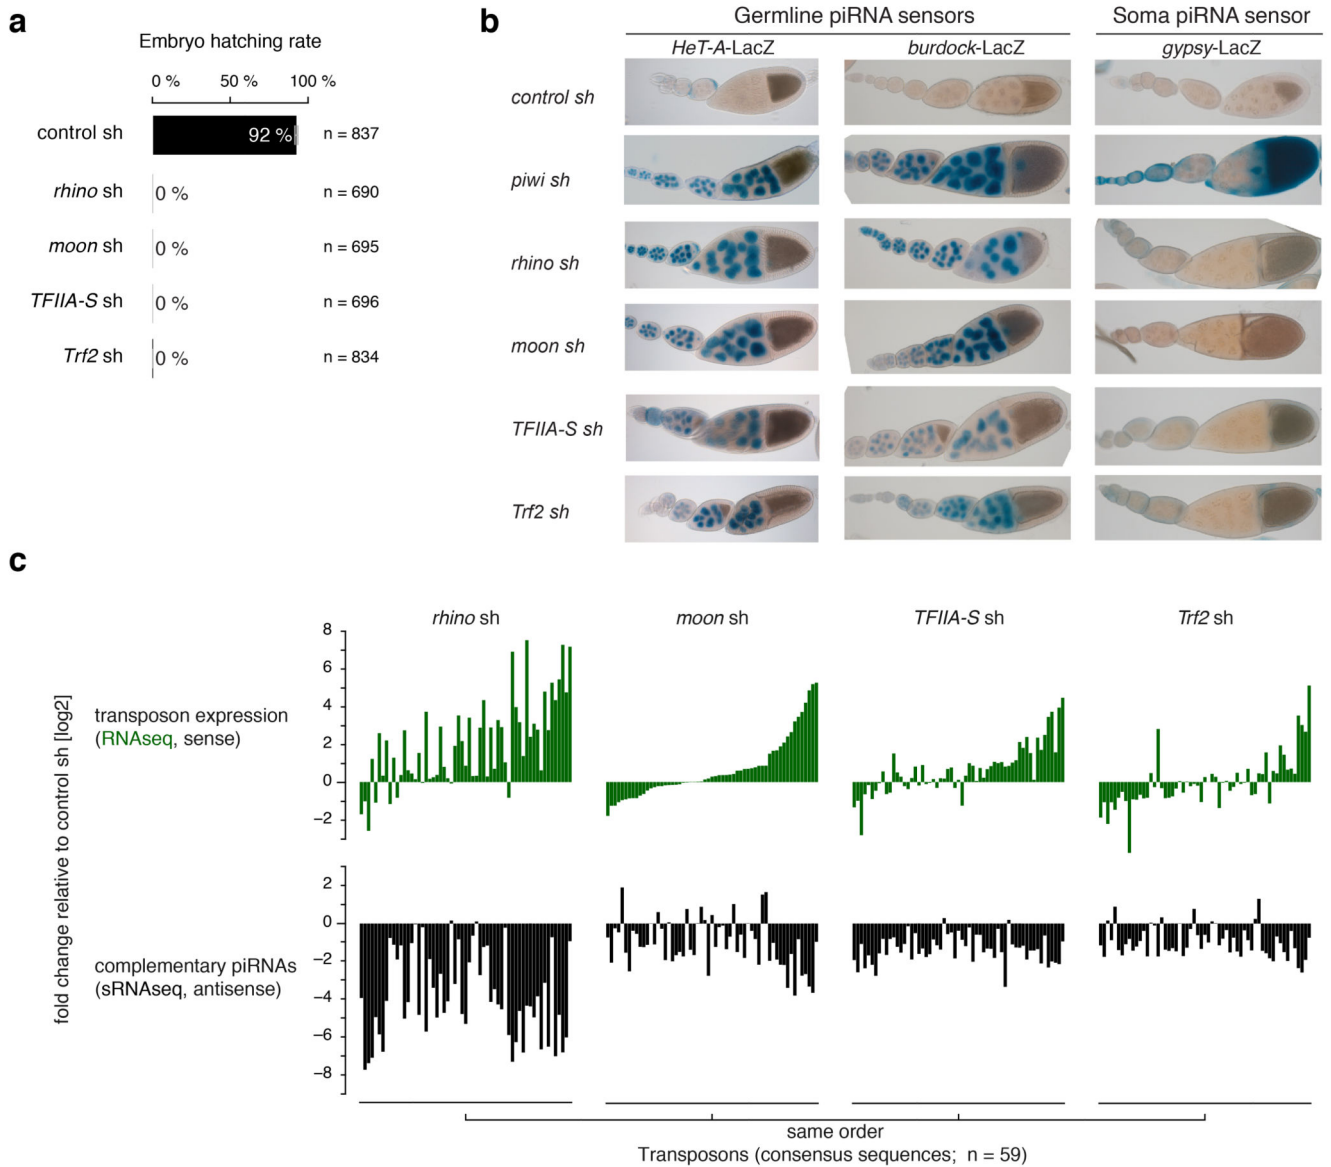 a
Embryo hatching rate
0 % 50 % 100 %
control sh 92 % n = 837
rhino sh 0 % n = 690
moon sh 0 % n = 695
TFIIA-S sh 0 % n = 696
Trf2 sh 0 % n = 834
b
Germline piRNA sensors Soma piRNA sensor
HeT-A-LacZ burdock-LacZ gypsy-LacZ
control sh
piwi sh
rhino sh
moon sh
TFIIA-S sh
Trf2 sh
c
rhino sh moon sh TFIIA-S sh Trf2 sh
fold change relative to control sh [log2]
transposon expression
(RNAseq, sense)
8
6
4
2
0
−2
complementary piRNAs
(sRNAseq, antisense)
2
0
−2
−4
−6
−8
same order
Transposons (consensus sequences; n = 59)